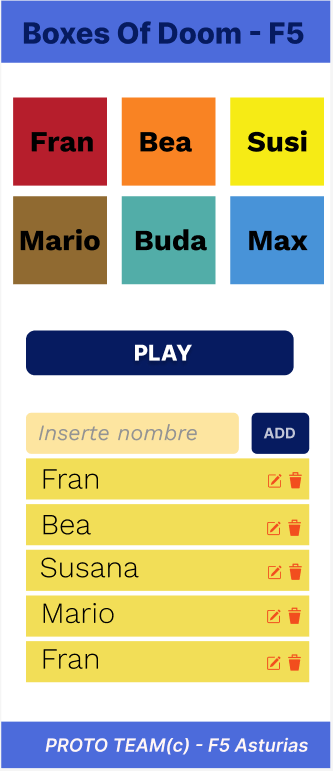 Boxes Of Doom - F5
Fran Bea Susi
Mario Buda Max
PLAY
Inserte nombre ADD
Fran
Bea
Susana
Mario
Fran
PROTO TEAM(c) - F5 Asturias